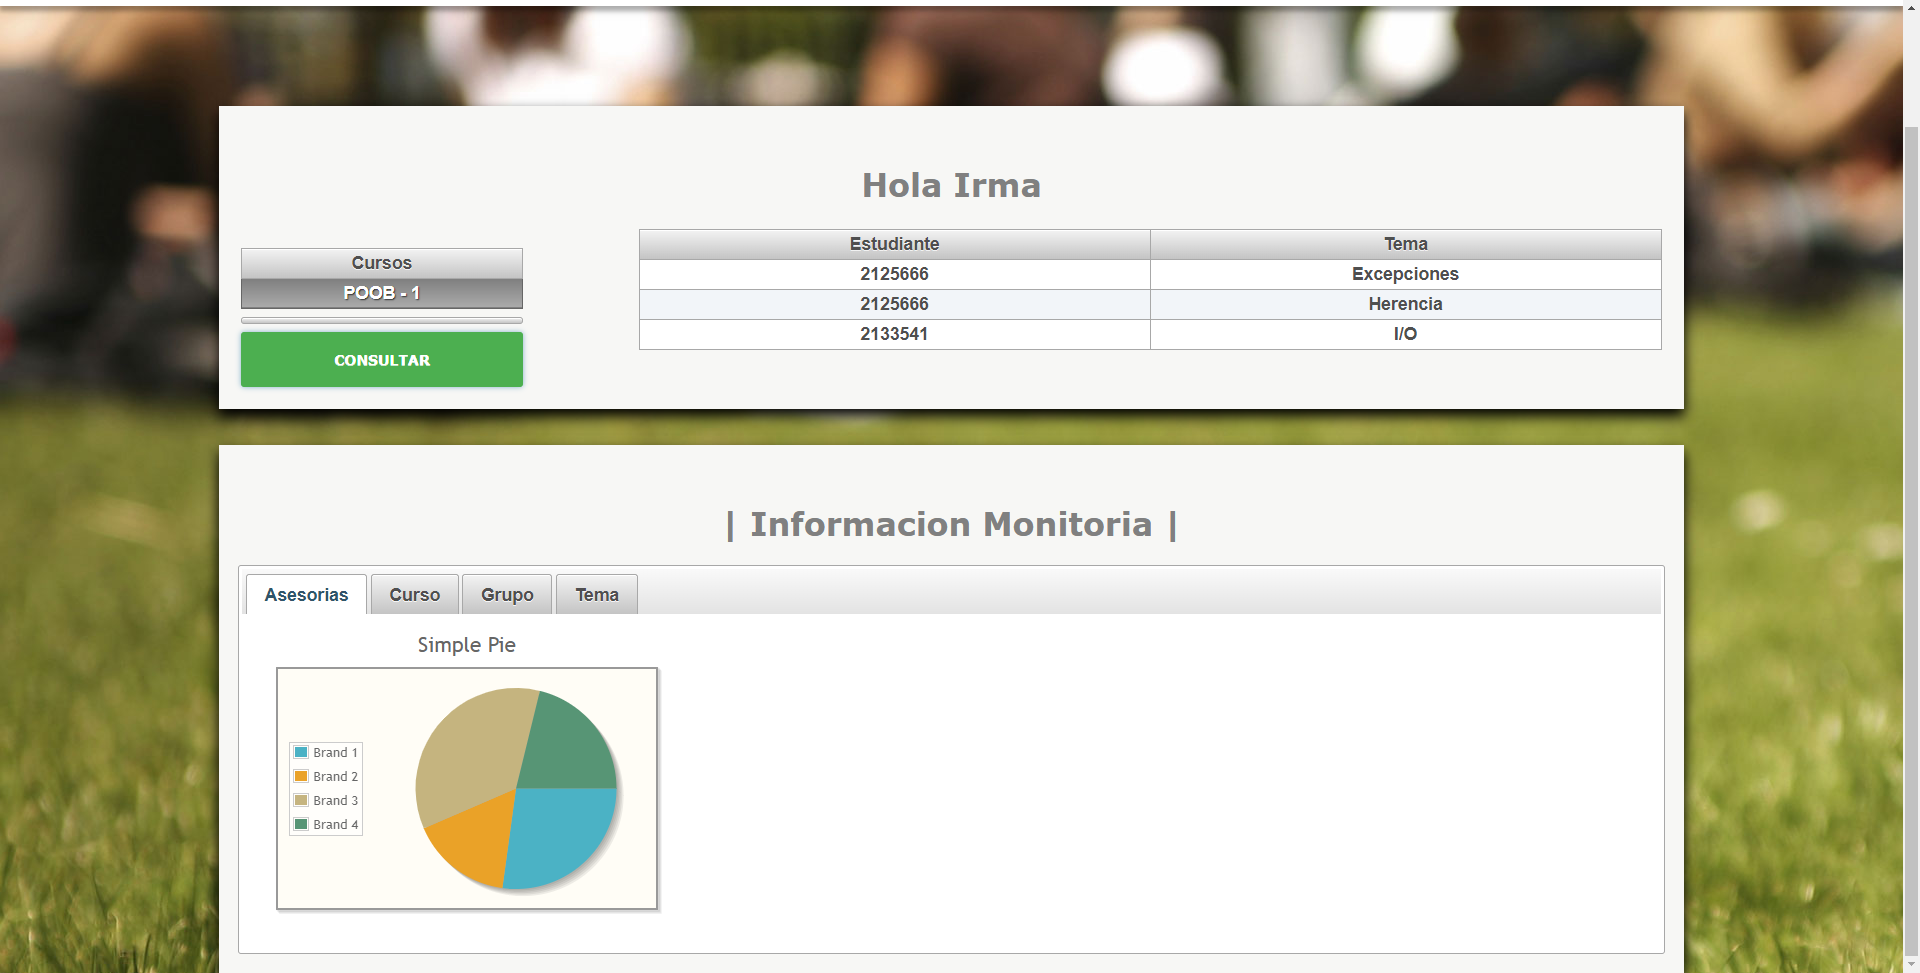 Hola Irma
Cursos
POOB - 1
CONSULTAR
Estudiante Tema
2125666 Excepciones
2125666 Herencia
2133541 I/O
| Informacion Monitoria |
Asesorias Curso Grupo Tema
Simple Pie
Brand 1
Brand 2
Brand 3
Brand 4